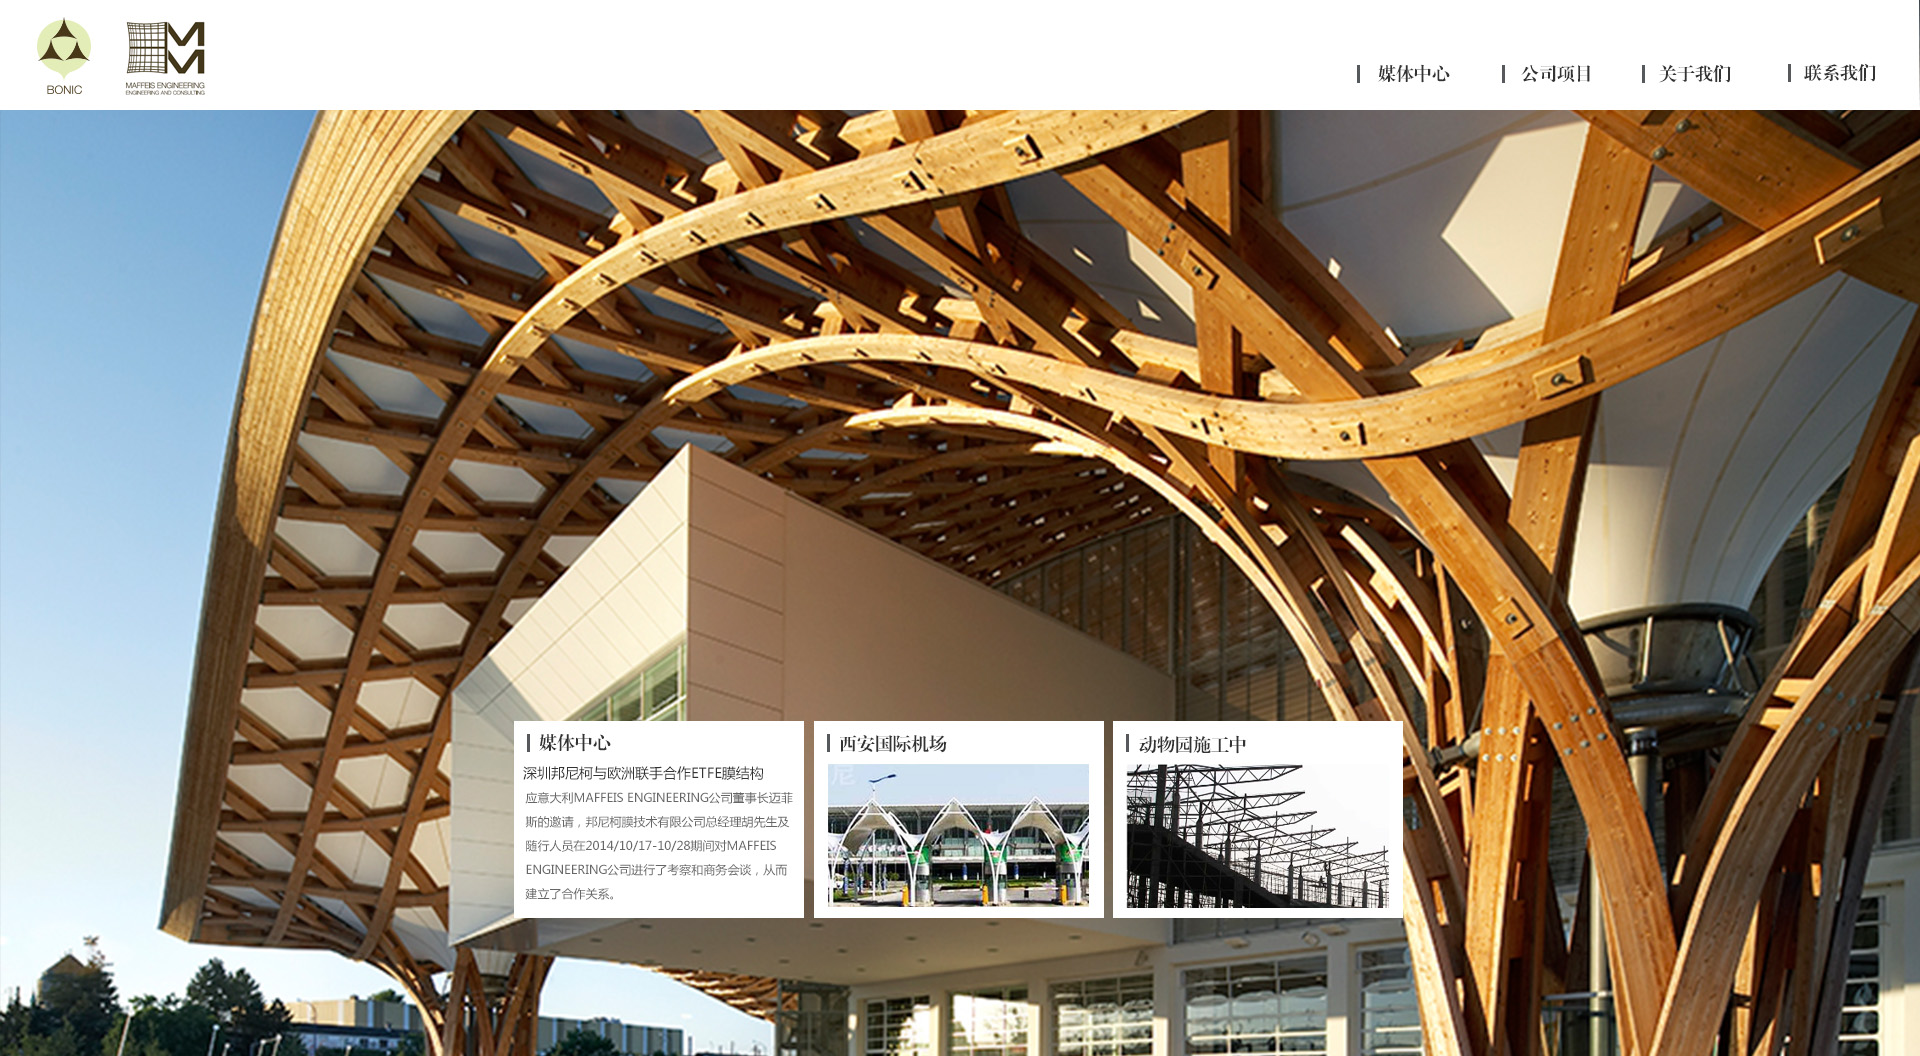 BONIC
MAFFEIS ENGINEERING
ENGINEERING AND CONSULTING
媒体中心
公司项目
关于我们
联系我们
媒体中心
深圳邦尼柯与欧洲联手合作ETFE膜结构
应意大利MAFFEIS ENGINEERING公司董事长迈菲
斯的邀请，邦尼柯膜技术有限公司总经理胡先生及
随行人员在2014/10/17-10/28期间对MAFFEIS
ENGINEERING公司进行了考察和商务会谈，从而
建立了合作关系。
西安国际机场
尼
动物园施工中